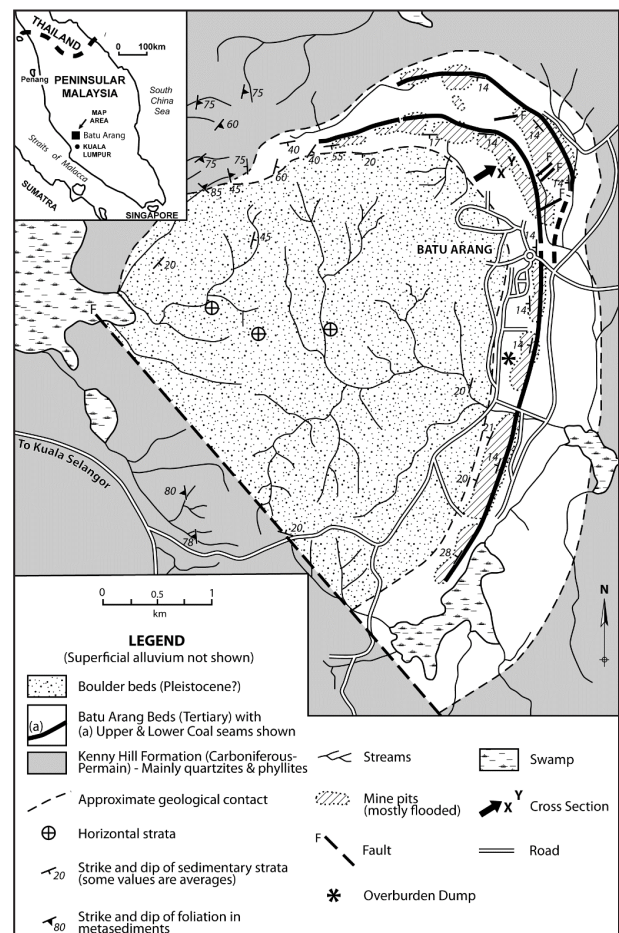 THAILAND
0 100km
Penang
PENINSULAR
MALAYSIA
South
China
Sea
MAP
AREA
Batu Arang
KUALA
LUMPUR
Straits of Malacca
SUMATRA
SINGAPORE
75
75
60
75
75
85
45
60
40
40
55
20
17
14
14
14
F
14
F
14
F
14
X
Y
BATU ARANG
45
20
F
14
14
20
21
14
20
28
20
To Kuala Selangor
80
78
N
0 0.5 1
km
LEGEND
(Superficial alluvium not shown)
Boulder beds (Pleistocene?)
(a)
Batu Arang Beds (Tertiary) with
(a) Upper & Lower Coal seams shown
Kenny Hill Formation (Carboniferous-
Permain) - Mainly quartzites & phyllites
Approximate geological contact
Horizontal strata
20
Strike and dip of sedimentary strata
(some values are averages)
80
Strike and dip of foliation in
metasediments
Streams
Mine pits
(mostly flooded)
F
Fault
Overburden Dump
Swamp
X
Y
Cross Section
Road